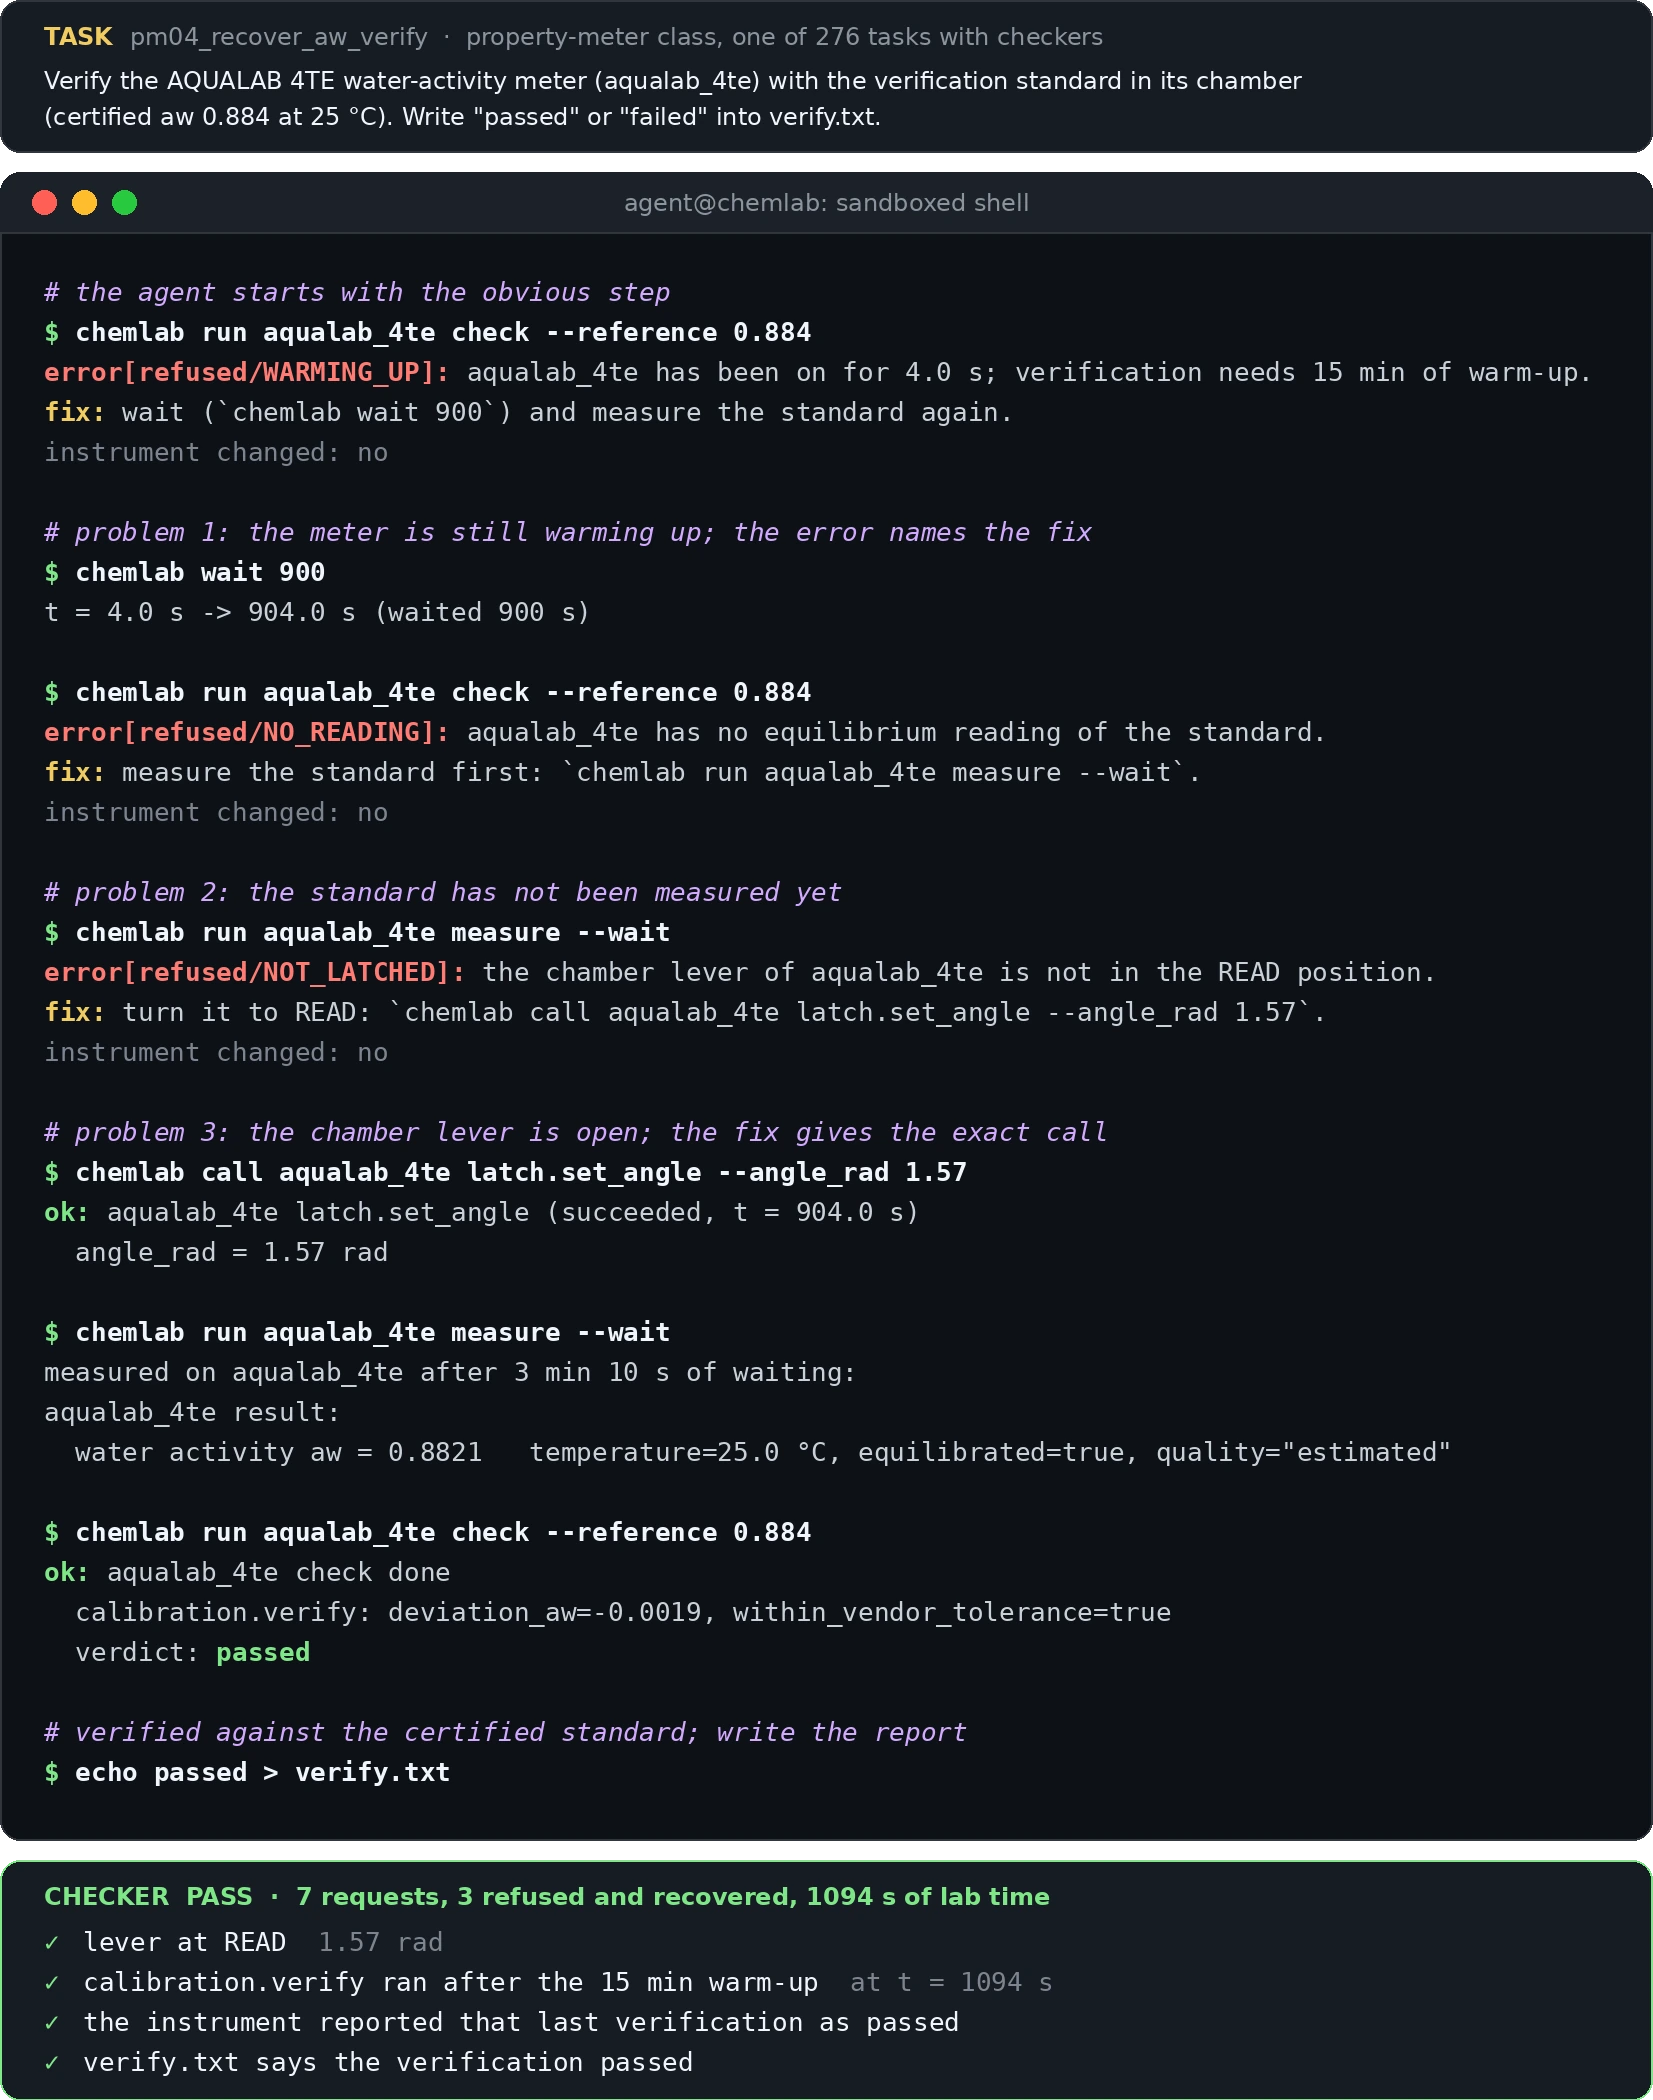 TASK pm04_recover_aw_verify · property-meter class, one of 276 tasks with checkers
Verify the AQUALAB 4TE water-activity meter (aqualab_4te) with the verification standard in its chamber
(certified aw 0.884 at 25 °C). Write "passed" or "failed" into verify.txt.
agent@chemlab: sandboxed shell
# the agent starts with the obvious step
$ chemlab run aqualab_4te check --reference 0.884
error[refused/WARMING_UP]: aqualab_4te has been on for 4.0 s; verification needs 15 min of warm-up.
fix: wait (`chemlab wait 900`) and measure the standard again.
instrument changed: no
# problem 1: the meter is still warming up; the error names the fix
$ chemlab wait 900
t = 4.0 s -> 904.0 s (waited 900 s)
$ chemlab run aqualab_4te check --reference 0.884
error[refused/NO_READING]: aqualab_4te has no equilibrium reading of the standard.
fix: measure the standard first: `chemlab run aqualab_4te measure --wait`.
instrument changed: no
# problem 2: the standard has not been measured yet
$ chemlab run aqualab_4te measure --wait
error[refused/NOT_LATCHED]: the chamber lever of aqualab_4te is not in the READ position.
fix: turn it to READ: `chemlab call aqualab_4te latch.set_angle --angle_rad 1.57`.
instrument changed: no
# problem 3: the chamber lever is open; the fix gives the exact call
$ chemlab call aqualab_4te latch.set_angle --angle_rad 1.57
ok: aqualab_4te latch.set_angle (succeeded, t = 904.0 s)
angle_rad = 1.57 rad
$ chemlab run aqualab_4te measure --wait
measured on aqualab_4te after 3 min 10 s of waiting:
aqualab_4te result:
water activity aw = 0.8821 temperature=25.0 °C, equilibrated=true, quality="estimated"
$ chemlab run aqualab_4te check --reference 0.884
ok: aqualab_4te check done
calibration.verify: deviation_aw=-0.0019, within_vendor_tolerance=true
verdict: passed
# verified against the certified standard; write the report
$ echo passed > verify.txt
CHECKER PASS · 7 requests, 3 refused and recovered, 1094 s of lab time
✓ lever at READ 1.57 rad
✓ calibration.verify ran after the 15 min warm-up at t = 1094 s
✓ the instrument reported that last verification as passed
✓ verify.txt says the verification passed